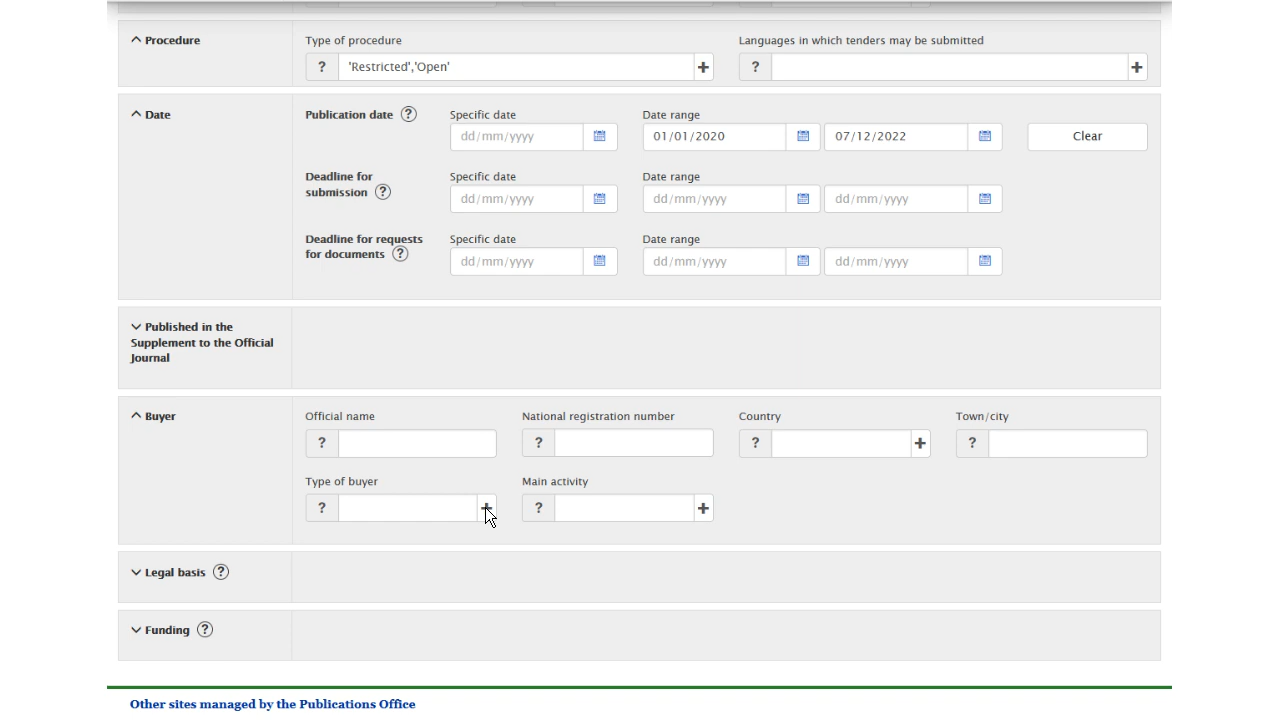 Procedure
Type of procedure
Languages in which tenders may be submitted
? 'Restricted','Open' +
? +
Date
Publication date ?
Specific date
Date range
dd/mm/yyyy
01/01/2020
07/12/2022
Clear
Deadline for
submission ?
Specific date
Date range
dd/mm/yyyy
dd/mm/yyyy
dd/mm/yyyy
Deadline for requests
for documents ?
Specific date
Date range
dd/mm/yyyy
dd/mm/yyyy
dd/mm/yyyy
Published in the
Supplement to the Official
Journal
Buyer
Official name
National registration number
Country
Town/city
?
?
? +
?
Type of buyer
Main activity
? +
? +
Legal basis ?
Funding ?
Other sites managed by the Publications Office